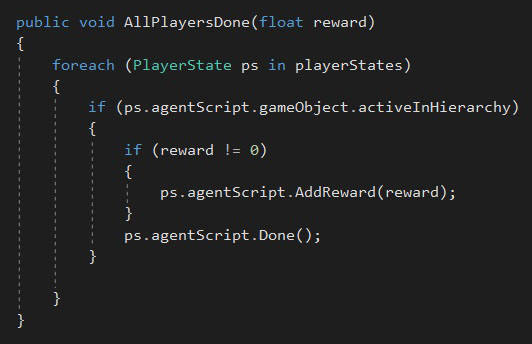 public void AllPlayersDone(float reward)
{
    foreach (PlayerState ps in playerStates)
    {
        if (ps.agentScript.gameObject.activeInHierarchy)
        {
            if (reward != 0)
            {
                ps.agentScript.AddReward(reward);
            }
            ps.agentScript.Done();
        }
    }
}